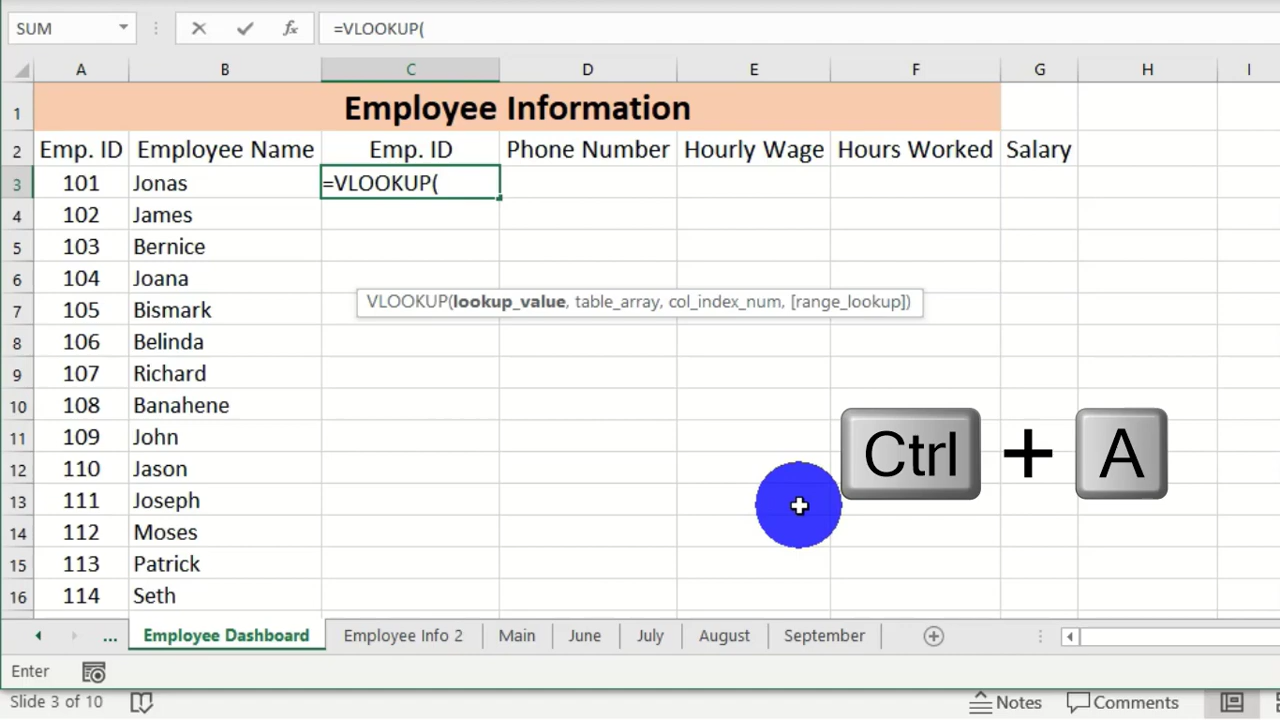 SUM =VLOOKUP(
A B C D E F G H I
1 Employee Information
2 Emp. ID Employee Name Emp. ID Phone Number Hourly Wage Hours Worked Salary
3 101 Jonas =VLOOKUP(
4 102 James
5 103 Bernice
6 104 Joana
VLOOKUP(lookup_value, table_array, col_index_num, [range_lookup])
7 105 Bismark
8 106 Belinda
9 107 Richard
10 108 Banahene
11 109 John
Ctrl + A
12 110 Jason
13 111 Joseph
14 112 Moses
15 113 Patrick
16 114 Seth
... Employee Dashboard Employee Info 2 Main June July August September
Enter
Slide 3 of 10 Notes Comments